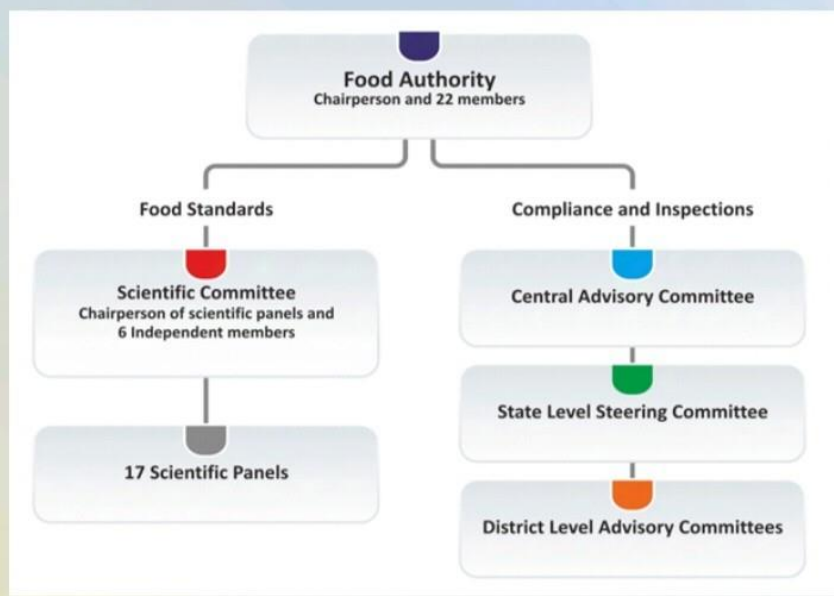 Food Authority
Chairperson and 22 members
Food Standards
Compliance and Inspections
Scientific Committee
Chairperson of scientific panels and
6 Independent members
Central Advisory Committee
State Level Steering Committee
17 Scientific Panels
District Level Advisory Committees